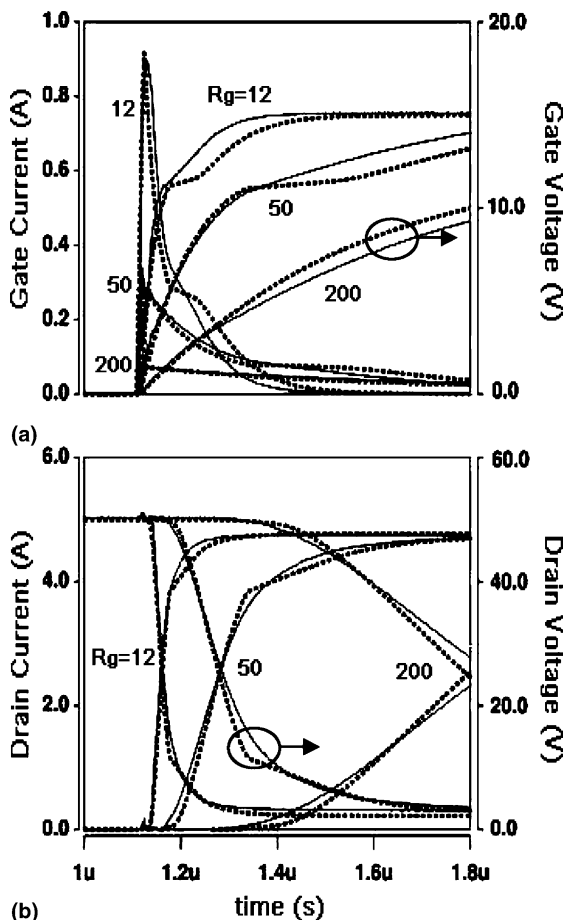 1.0
0.8
0.6
0.4
0.2
0.0
Gate Current (A)
20.0
10.0
0.0
Gate Voltage (V)
12
Rg=12
50
50
200
200
(a)
6.0
4.0
2.0
0.0
Drain Current (A)
60.0
40.0
20.0
0.0
Drain Voltage (V)
Rg=12
50
200
1u
1.2u
1.4u
1.6u
1.8u
time (s)
(b)